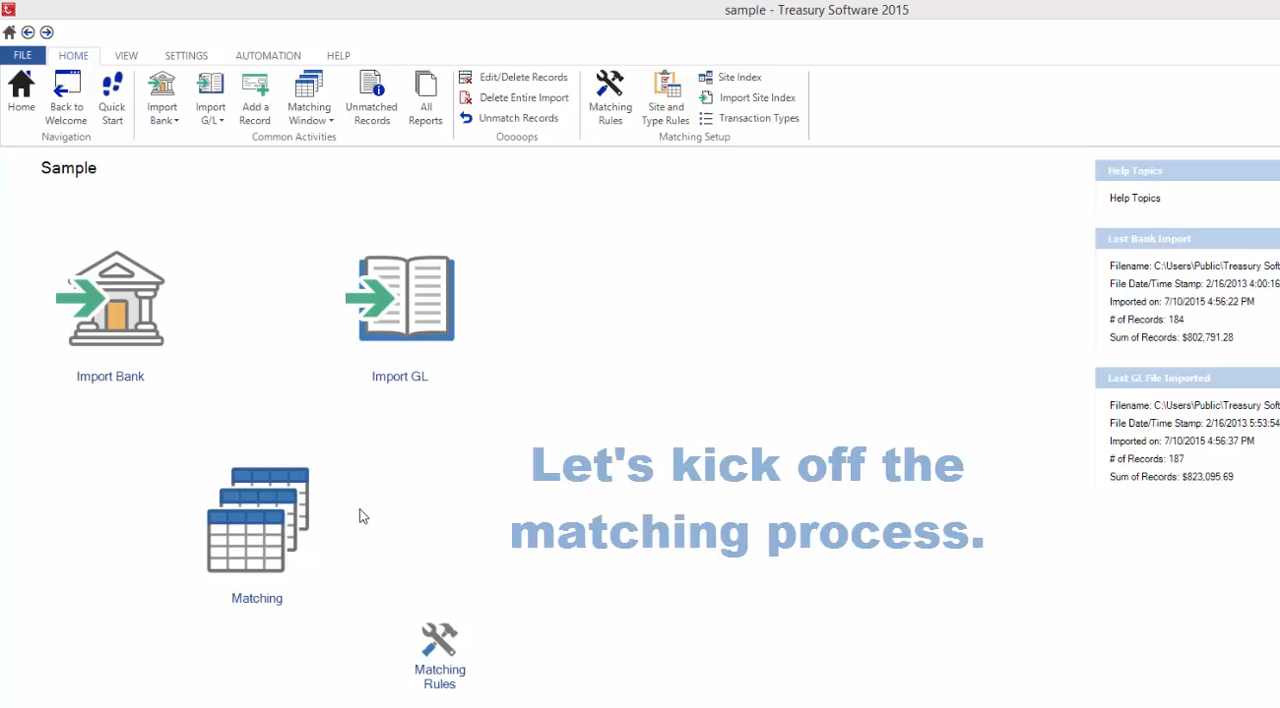 sample - Treasury Software 2015
FILE HOME VIEW SETTINGS AUTOMATION HELP
Home
Back to
Welcome
Quick
Start
Navigation
Import
Bank
Import
G/L
Add a
Record
Matching
Window
Unmatched
Records
All
Reports
Common Activities
Edit/Delete Records
Delete Entire Import
Unmatch Records
Ooooops
Matching
Rules
Site and
Type Rules
Site Index
Import Site Index
Transaction Types
Matching Setup
Sample
Import Bank
Import GL
Matching
Matching
Rules
Let's kick off the
matching process.
Help Topics
Help Topics
Last Bank Import
Filename: C:\Users\Public\Treasury Soft
File Date/Time Stamp: 2/16/2013 4:00:16
Imported on: 7/10/2015 4:56:22 PM
# of Records: 184
Sum of Records: $802,791.28
Last GL File Imported
Filename: C:\Users\Public\Treasury Soft
File Date/Time Stamp: 2/16/2013 5:53:54
Imported on: 7/10/2015 4:56:37 PM
# of Records: 187
Sum of Records: $823,095.69